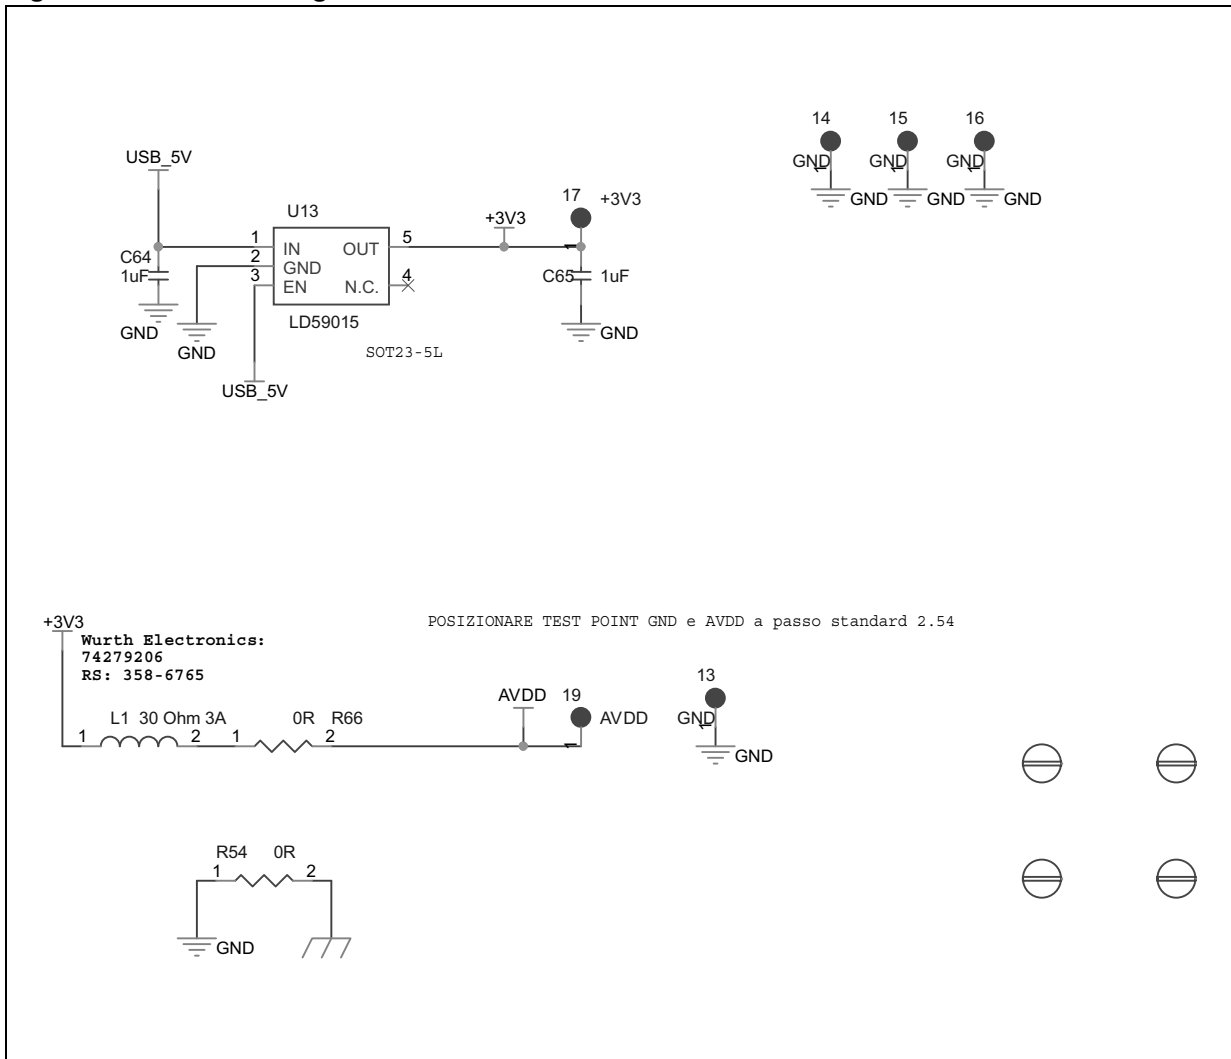 14 15 16
GND GND GND
GND GND GND
USB_5V
17 +3V3
U13
+3V3
1 IN OUT 5
C64
2 GND
1uF
3 EN N.C. 4
C65 1uF
LD59015
GND
GND
GND
SOT23-5L
USB_5V
+3V3
POSIZIONARE TEST POINT GND e AVDD a passo standard 2.54
Wurth Electronics:
74279206
RS: 358-6765
13
AVDD 19
L1 30 Ohm 3A 0R R66
AVDD
GND
1 2 1 2
1
GND
R54 0R
1 2
GND